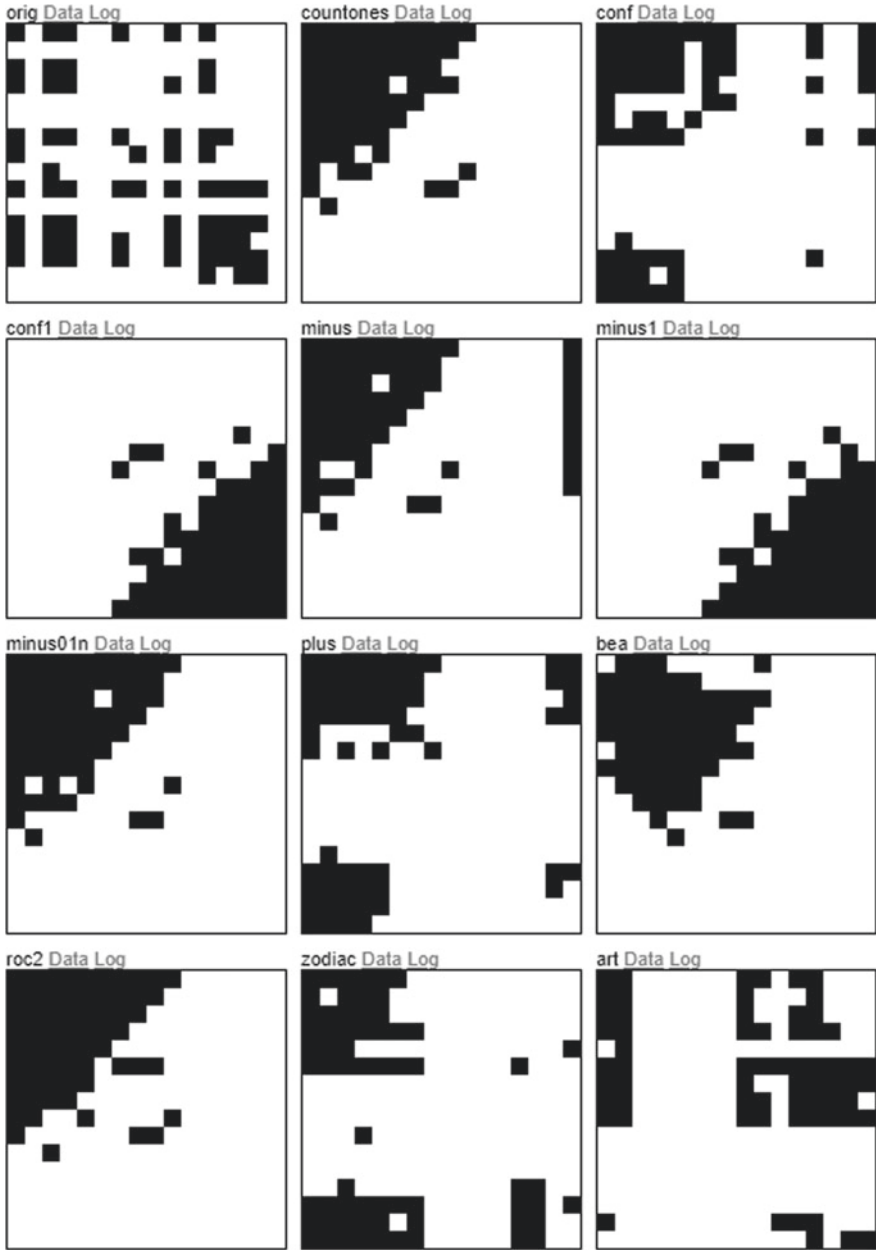 orig Data Log
countones Data Log
conf Data Log
conf1 Data Log
minus Data Log
minus1 Data Log
minus01n Data Log
plus Data Log
bea Data Log
roc2 Data Log
zodiac Data Log
art Data Log